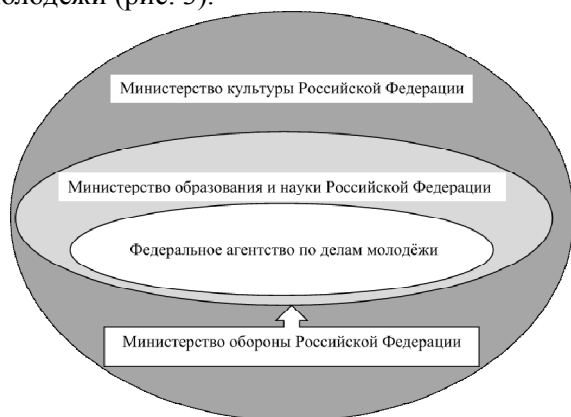 (рис. 3).
Министерство культуры Российской Федерации
Министерство образования и науки Российской Федерации
Федеральное агентство по делам молодёжи
Министерство обороны Российской Федерации